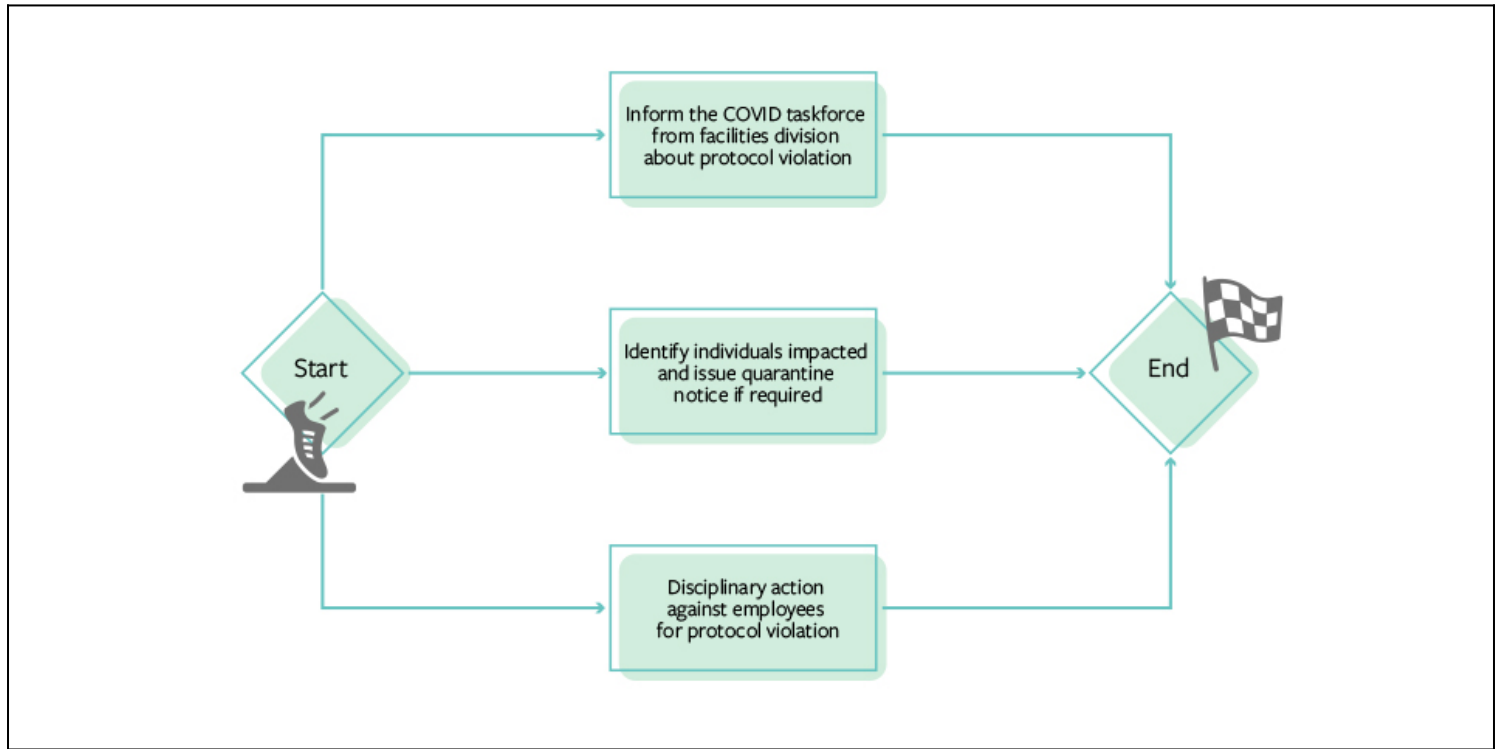 Inform the COVID taskforce
from facilities division
about protocol violation
Start
Identify individuals impacted
and issue quarantine
notice if required
End
Disciplinary action
against employees
for protocol violation